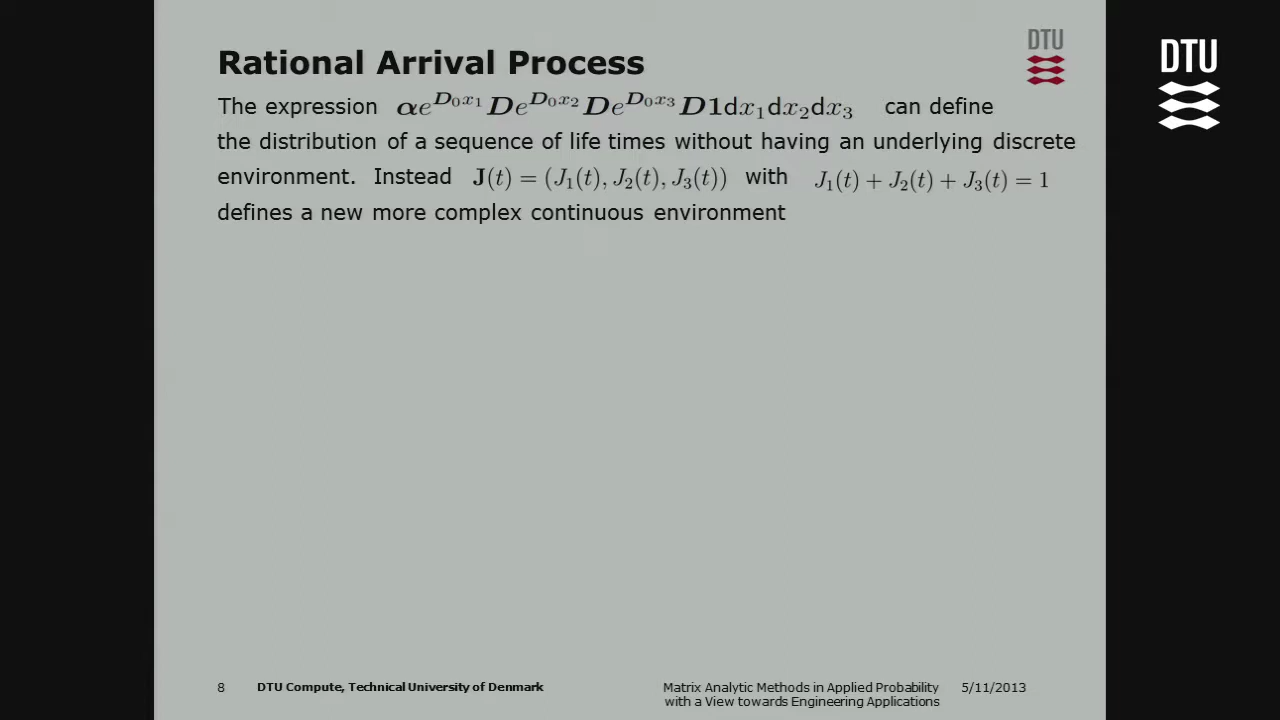 DTU
DTU
Rational Arrival Process
The expression αe^{D₀x₁}De^{D₀x₂}De^{D₀x₃}D1dx₁dx₂dx₃ can define
the distribution of a sequence of life times without having an underlying discrete
environment. Instead J(t) = (J₁(t), J₂(t), J₃(t)) with J₁(t) + J₂(t) + J₃(t) = 1
defines a new more complex continuous environment
8 DTU Compute, Technical University of Denmark Matrix Analytic Methods in Applied Probability 5/11/2013
with a View towards Engineering Applications